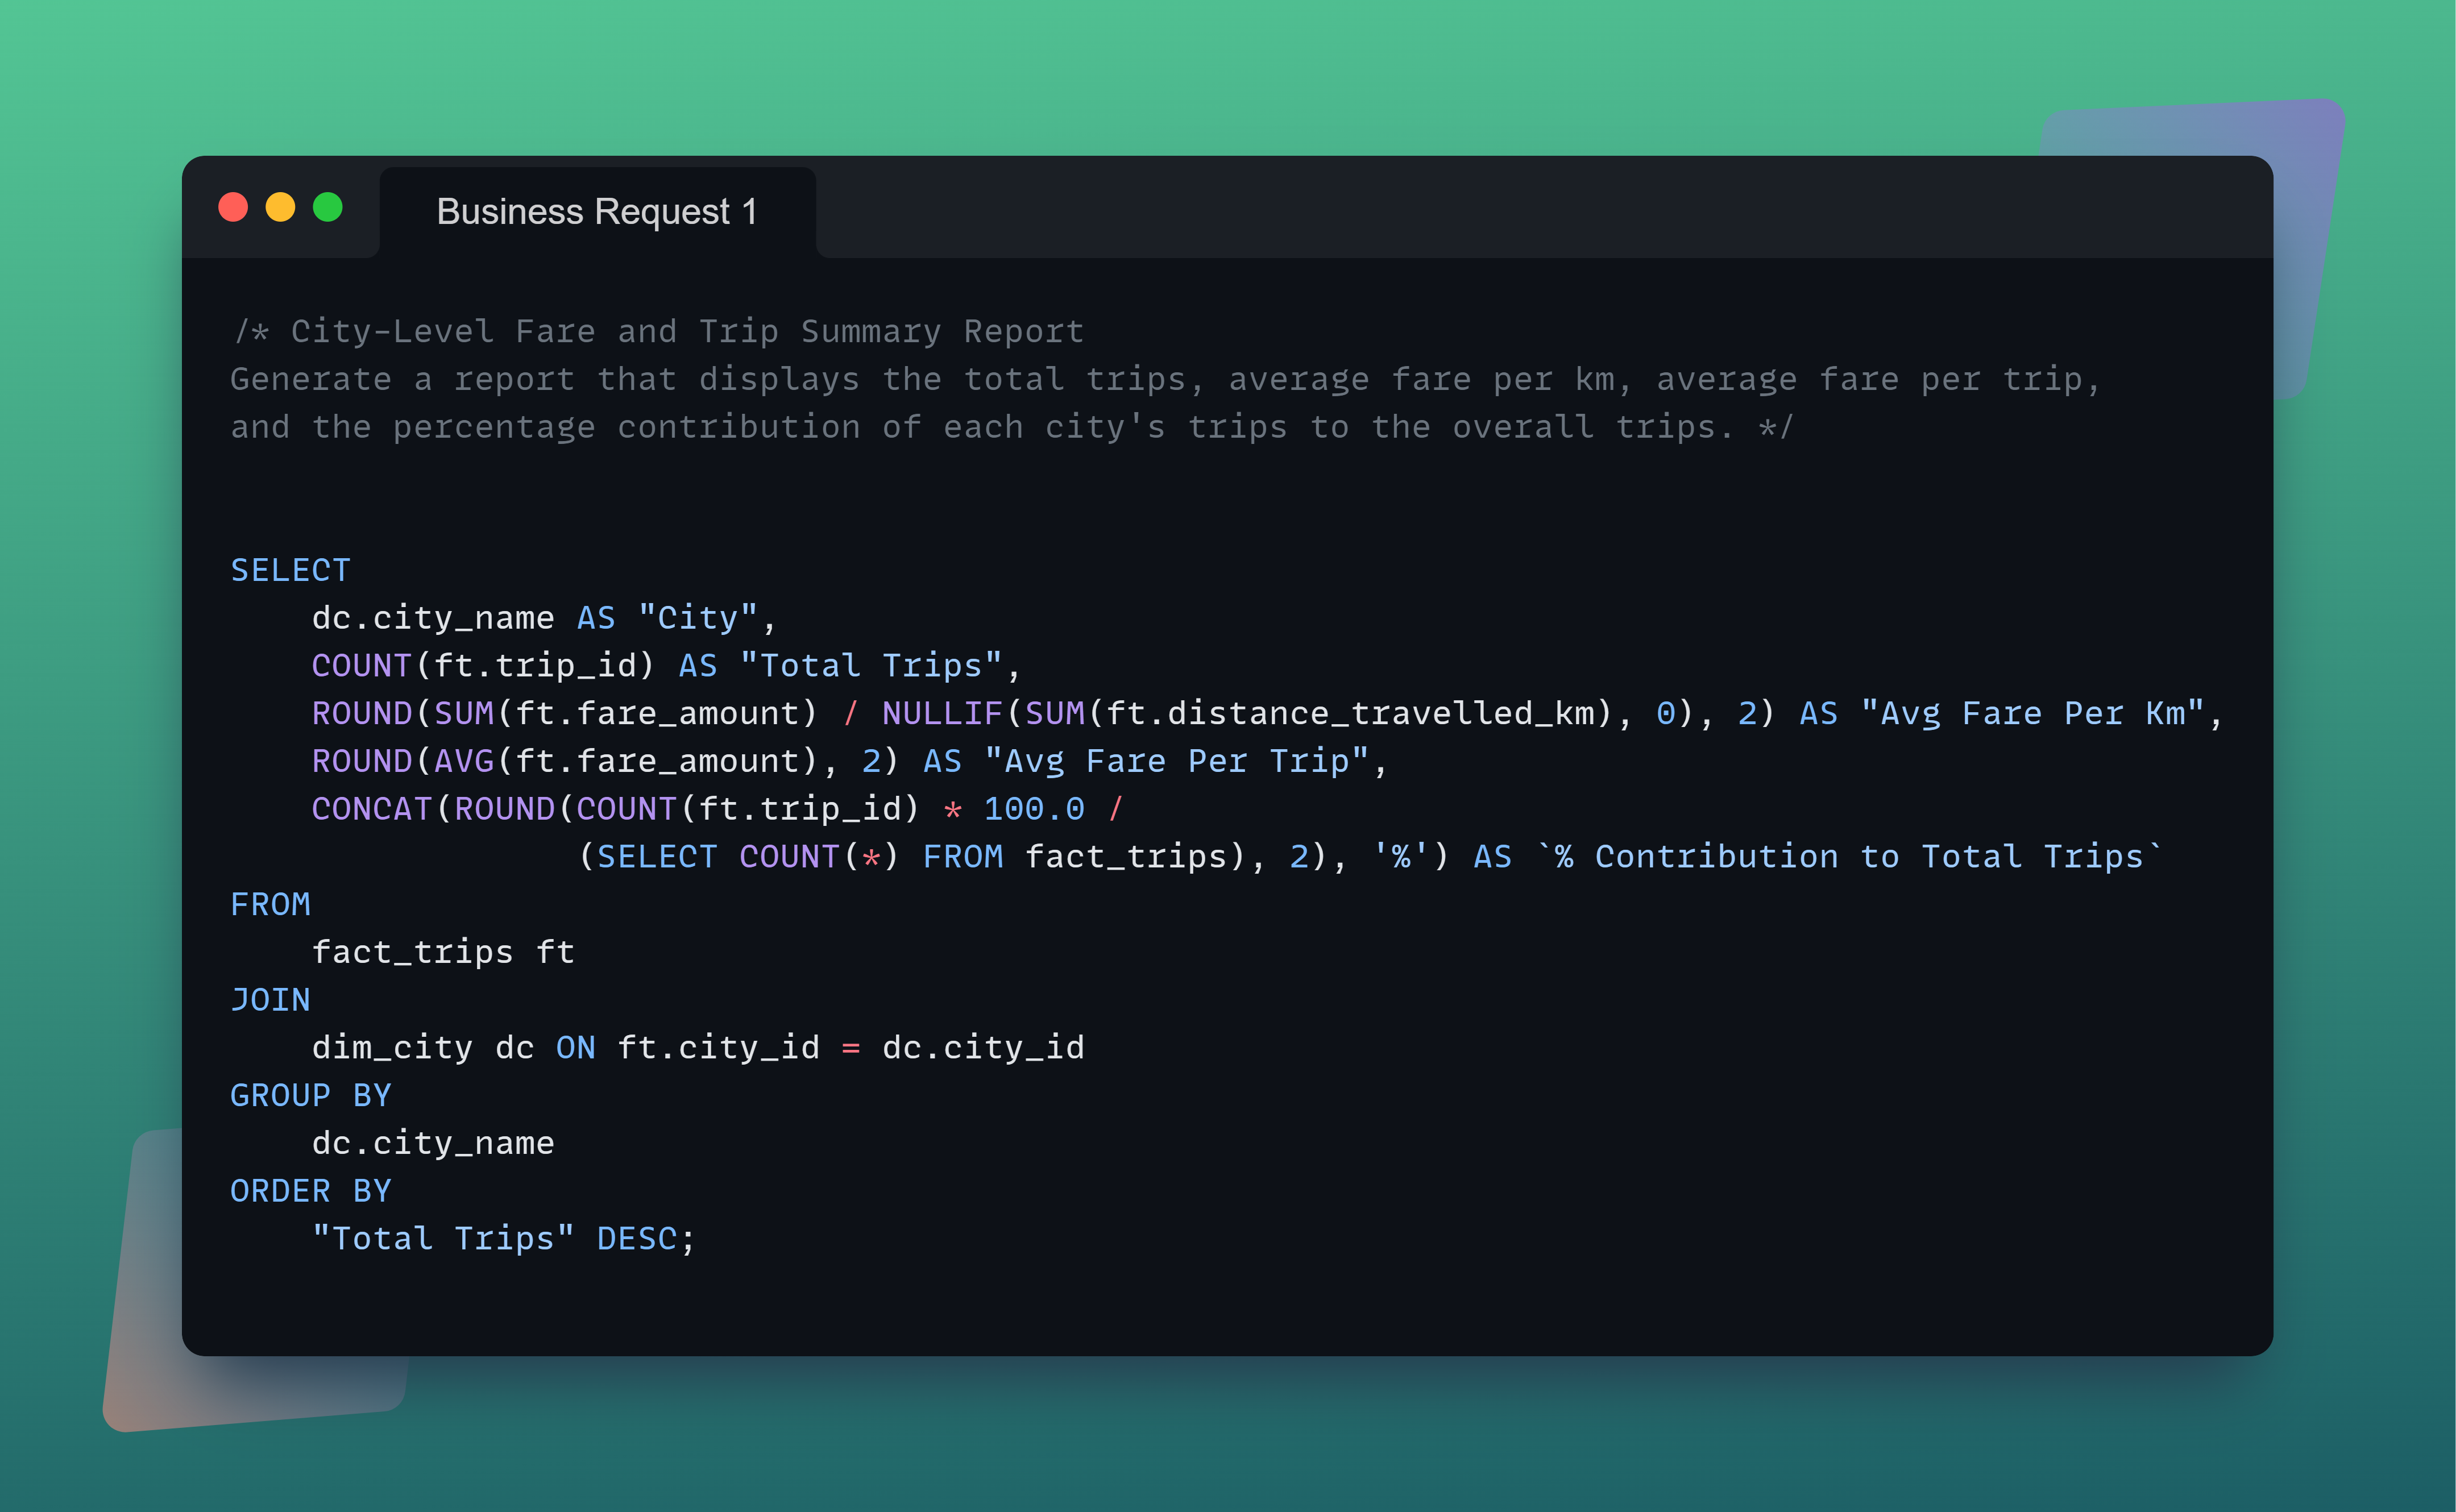 Business Request 1
/* City-Level Fare and Trip Summary Report
Generate a report that displays the total trips, average fare per km, average fare per trip,
and the percentage contribution of each city's trips to the overall trips. */
SELECT
    dc.city_name AS "City",
    COUNT(ft.trip_id) AS "Total Trips",
    ROUND(SUM(ft.fare_amount) / NULLIF(SUM(ft.distance_travelled_km), 0), 2) AS "Avg Fare Per Km",
    ROUND(AVG(ft.fare_amount), 2) AS "Avg Fare Per Trip",
    CONCAT(ROUND(COUNT(ft.trip_id) * 100.0 /
                 (SELECT COUNT(*) FROM fact_trips), 2), '%') AS `% Contribution to Total Trips`
FROM
    fact_trips ft
JOIN
    dim_city dc ON ft.city_id = dc.city_id
GROUP BY
    dc.city_name
ORDER BY
    "Total Trips" DESC;